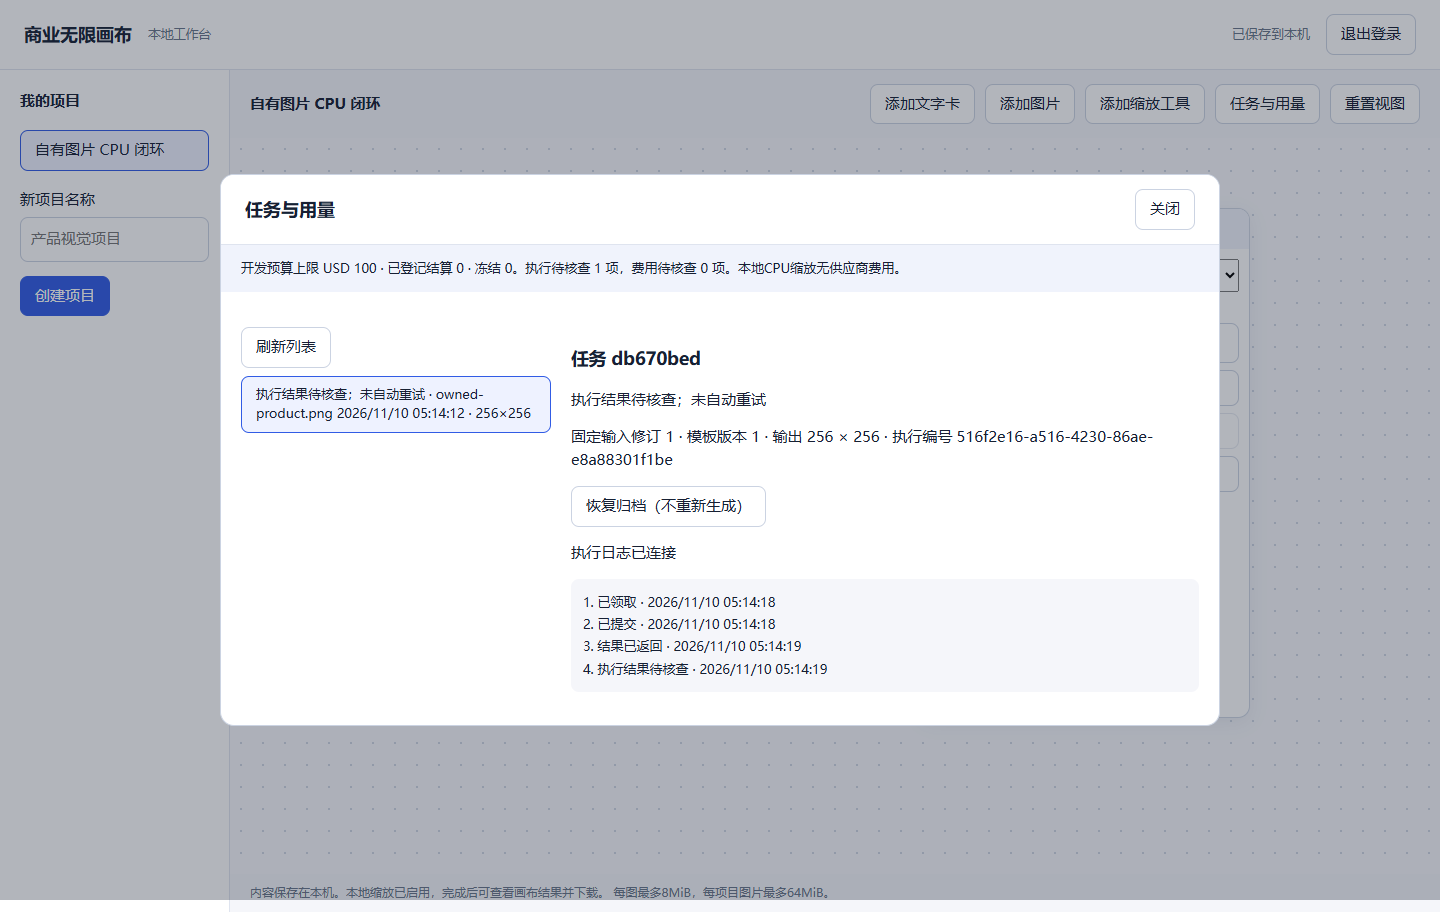 商业无限画布 本地工作台 已保存到本机 退出登录
我的项目
自有图片 CPU 闭环
新项目名称
产品视觉项目
创建项目
自有图片 CPU 闭环 添加文字卡 添加图片 添加缩放工具 任务与用量 重置视图
任务与用量 关闭
开发预算上限 USD 100 · 已登记结算 0 · 冻结 0。执行待核查 1 项，费用待核查 0 项。本地CPU缩放无供应商费用。
刷新列表
执行结果待核查；未自动重试 · owned-
product.png 2026/11/10 05:14:12 · 256×256
任务 db670bed
执行结果待核查；未自动重试
固定输入修订 1 · 模板版本 1 · 输出 256 × 256 · 执行编号 516f2e16-a516-4230-86ae-
e8a88301f1be
恢复归档（不重新生成）
执行日志已连接
1. 已领取 · 2026/11/10 05:14:18
2. 已提交 · 2026/11/10 05:14:18
3. 结果已返回 · 2026/11/10 05:14:19
4. 执行结果待核查 · 2026/11/10 05:14:19
内容保存在本机。本地缩放已启用，完成后可查看画布结果并下载。 每图最多8MiB，每项目图片最多64MiB。